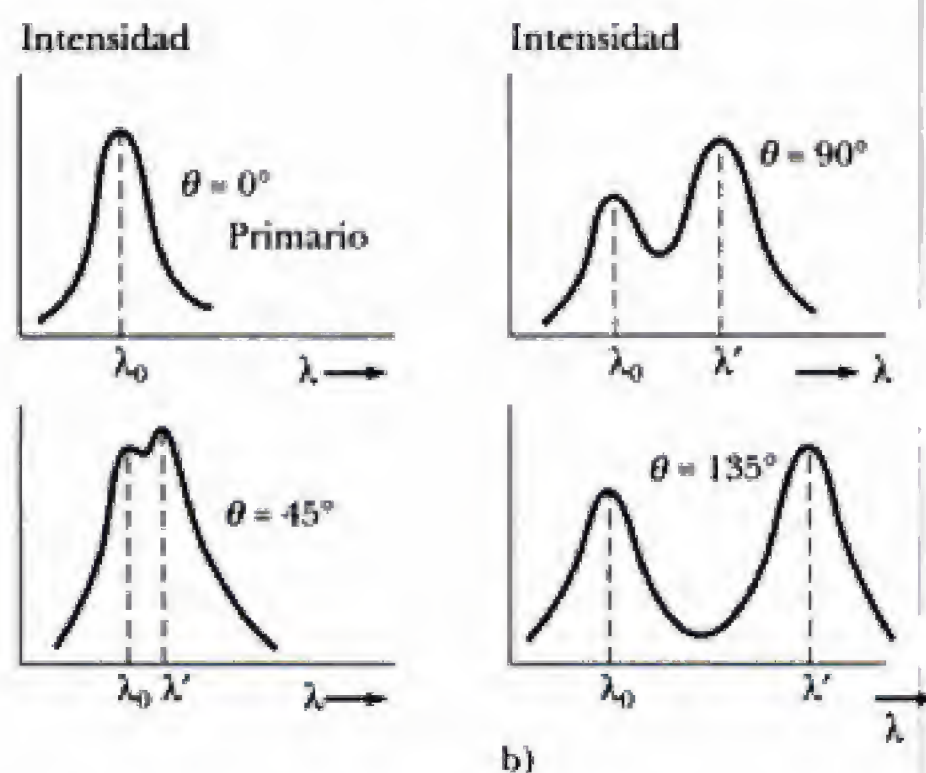 Intensidad
θ = 0°
Primario
λ₀
λ
Intensidad
θ = 90°
λ₀
λ′
λ
θ = 45°
λ₀
λ′
λ
θ = 135°
λ₀
λ′
λ
b)